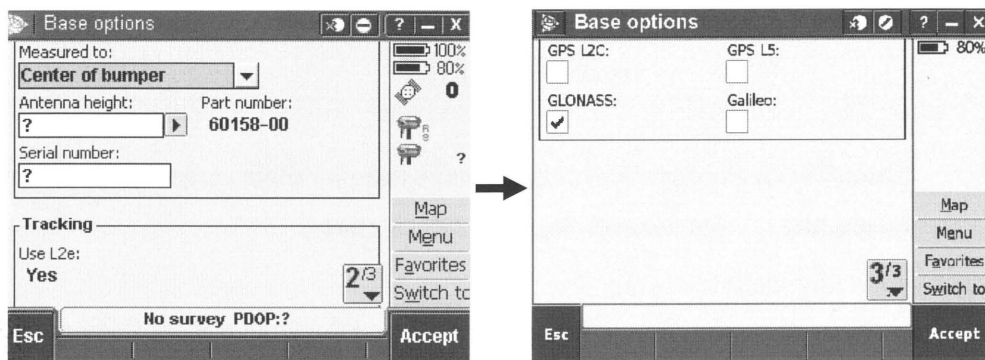 Base options
? — X
Measured to:
Center of bumper
Antenna height:
Part number:
?
60158-00
Serial number:
?
Tracking
Use L2e:
Yes
2/3
100%
80%
0
?
Map
Menu
Favorites
Switch to
Esc
No survey PDOP:?
Accept
Base options
? — X
GPS L2C:
GPS L5:
GLONASS:
Galileo:
3/3
80%
Map
Menu
Favorites
Switch to
Esc
Accept